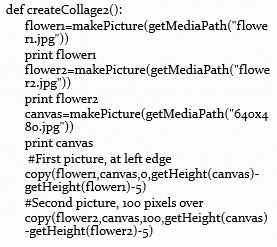 def createCollage2():
flower1=makePicture(getMediaPath("flowe
r1.jpg"))
print flower1
flower2=makePicture(getMediaPath("flowe
r2.jpg"))
print flower2
canvas=makePicture(getMediaPath("640x4
80.jpg"))
print canvas
#First picture, at left edge
copy(flower1,canvas,0,getHeight(canvas)-
getHeight(flower1)-5)
#Second picture, 100 pixels over
copy(flower2,canvas,100,getHeight(canvas)
-getHeight(flower2)-5)